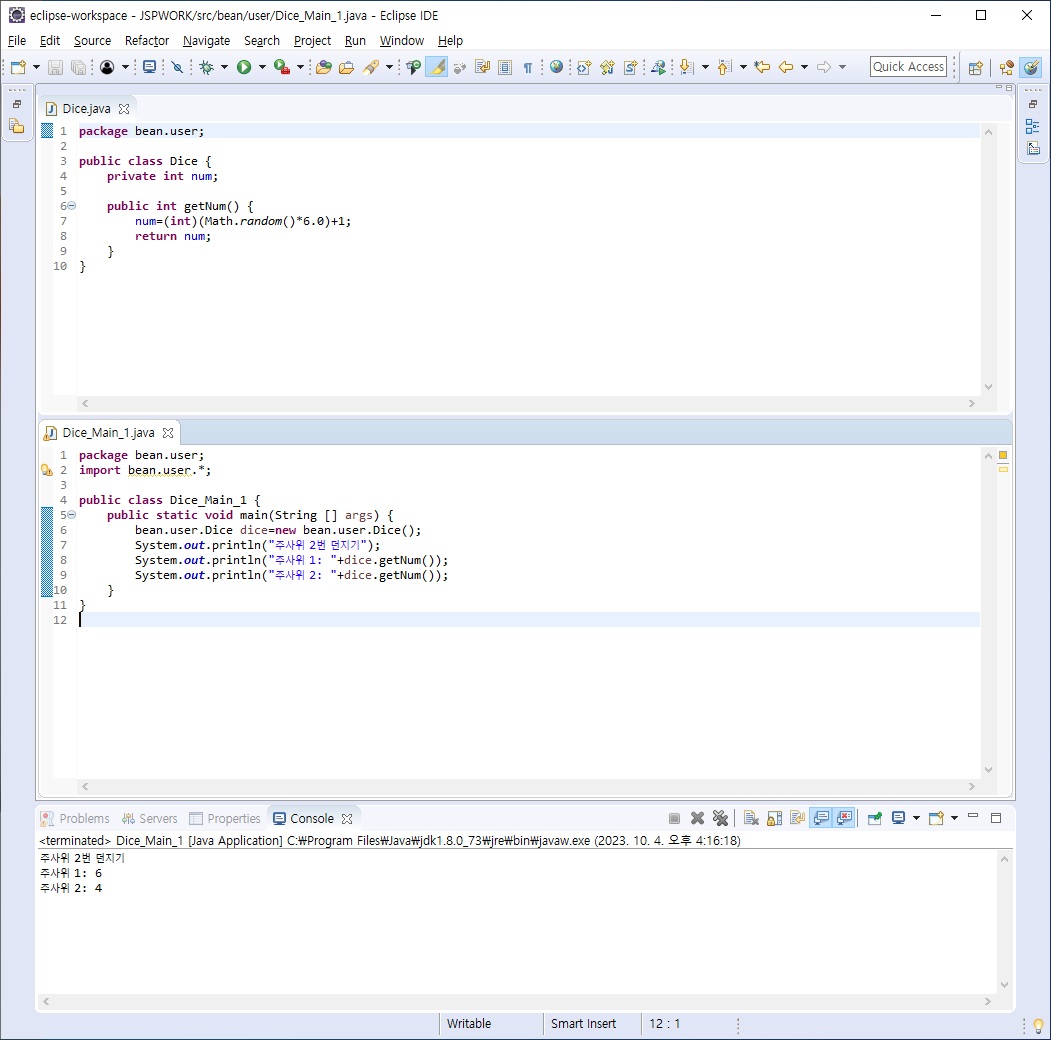 eclipse-workspace - JSPWORK/src/bean/user/Dice_Main_1.java - Eclipse IDE
File Edit Source Refactor Navigate Search Project Run Window Help
Quick Access
Dice.java
1 package bean.user;
2
3 public class Dice {
4 private int num;
5
6 public int getNum() {
7 num=(int)(Math.random()*6.0)+1;
8 return num;
9 }
10 }
Dice_Main_1.java
1 package bean.user;
2 import bean.user.*;
3
4 public class Dice_Main_1 {
5 public static void main(String [] args) {
6 bean.user.Dice dice=new bean.user.Dice();
7 System.out.println("주사위 2번 던지기");
8 System.out.println("주사위 1: "+dice.getNum());
9 System.out.println("주사위 2: "+dice.getNum());
10 }
11 }
12
Problems Servers Properties Console
<terminated> Dice_Main_1 [Java Application] C:₩Program Files₩Java₩jdk1.8.0_73₩jre₩bin₩javaw.exe (2023. 10. 4. 오후 4:16:18)
주사위 2번 던지기
주사위 1: 6
주사위 2: 4
Writable Smart Insert 12 : 1